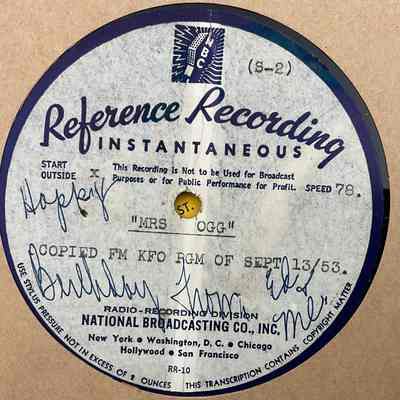 NBC
(S-2)
Reference Recording
INSTANTANEOUS
START
OUTSIDE X
This Recording is Not to be Used for Broadcast
Purposes or for Public Performance for Profit.
SPEED 78.
Happy
ST.
"MRS OGG"
COPIED FM KFO PGM OF SEPT 13/53.
Birthday from Ed &
Me
RADIO-RECORDING DIVISION
NATIONAL BROADCASTING CO., INC.
New York • Washington, D. C. • Chicago
Hollywood • San Francisco
RR-10
USE STYLUS PRESSURE NOT IN EXCESS OF 2 OUNCES
THIS TRANSCRIPTION CONTAINS COPYRIGHT MATTER